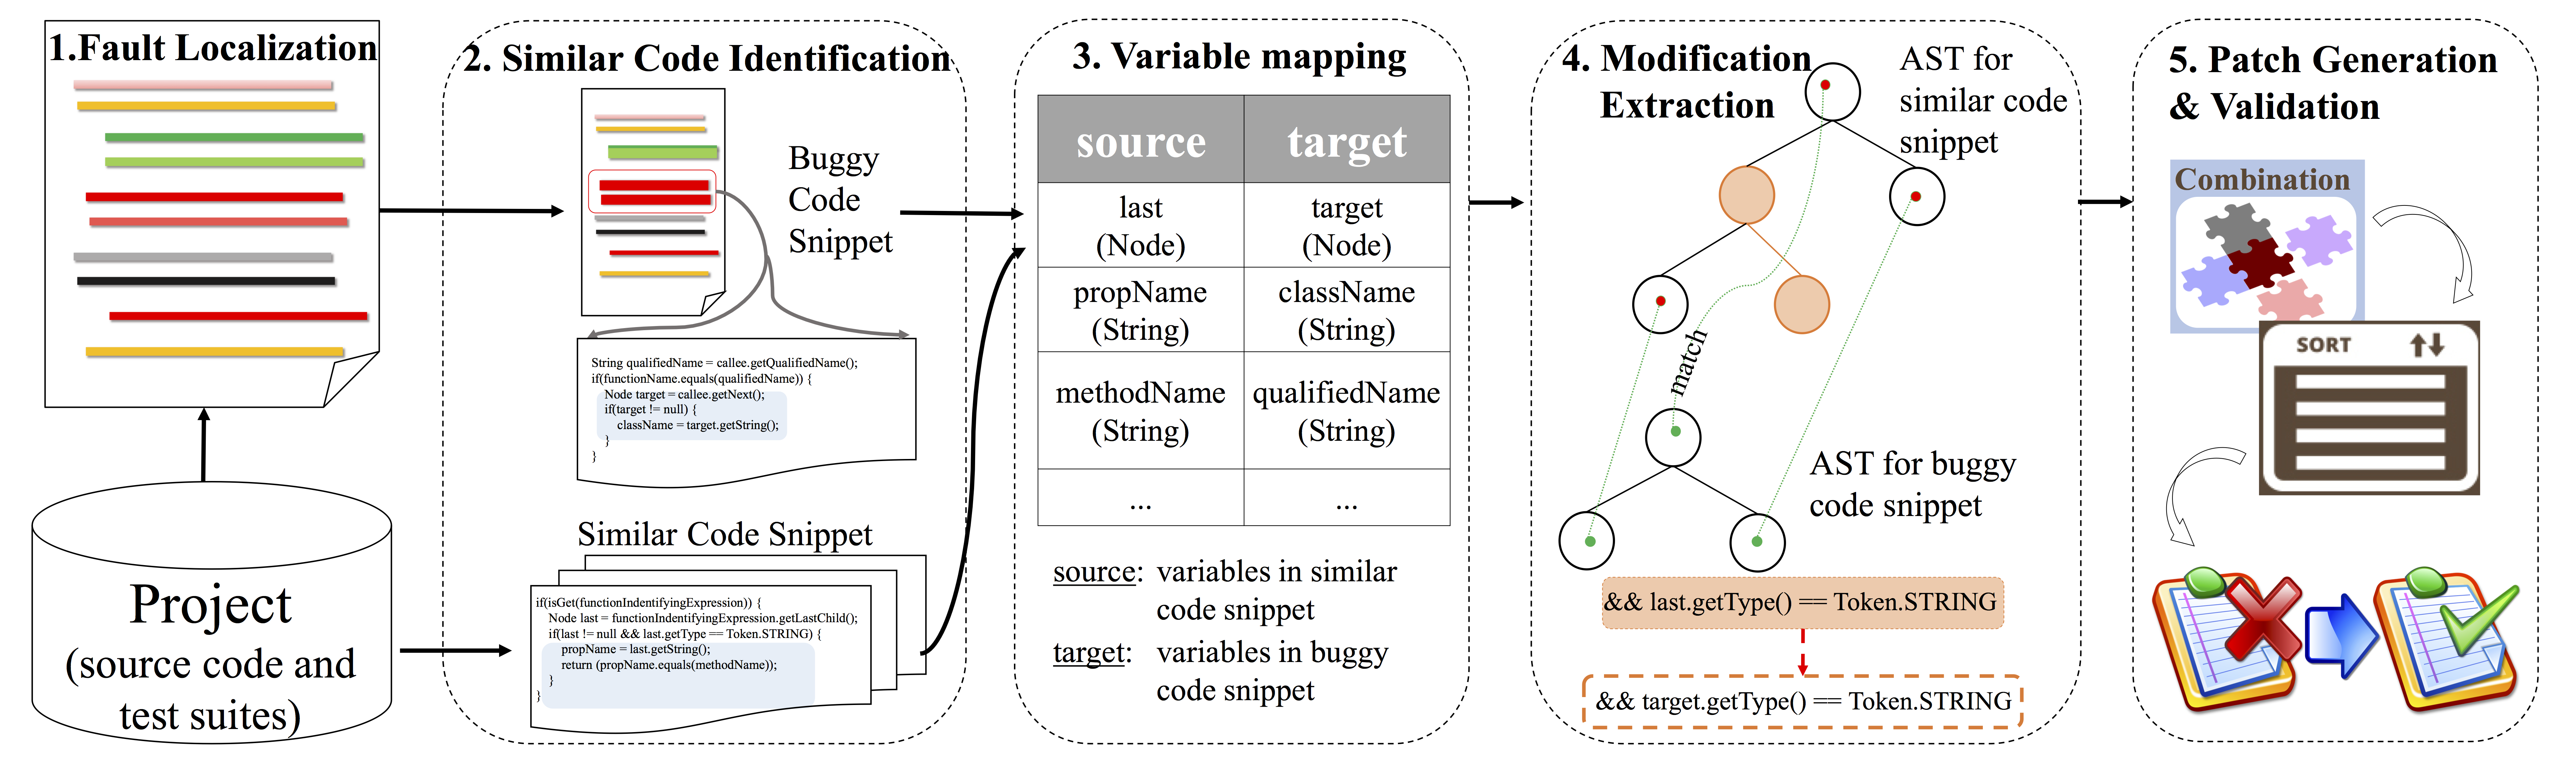 1.Fault Localization
Project
(source code and
test suites)
2. Similar Code Identification
Buggy
Code
Snippet
String qualifiedName = callee.getQualifiedName();
if(functionName.equals(qualifiedName)) {
Node target = callee.getNext();
if(target != null) {
className = target.getString();
}
}
Similar Code Snippet
if(isGet(functionIndentifyingExpression)) {
Node last = functionIndentifyingExpression.getLastChild();
if(last != null && last.getType == Token.STRING) {
propName = last.getString();
return (propName.equals(methodName));
}
}
3. Variable mapping
source target
last target
(Node) (Node)
propName className
(String) (String)
methodName qualifiedName
(String) (String)
... ...
source: variables in similar
code snippet
target: variables in buggy
code snippet
4. Modification
Extraction
AST for
similar code
snippet
match
AST for buggy
code snippet
&& last.getType() == Token.STRING
&& target.getType() == Token.STRING
5. Patch Generation
& Validation
Combination
SORT